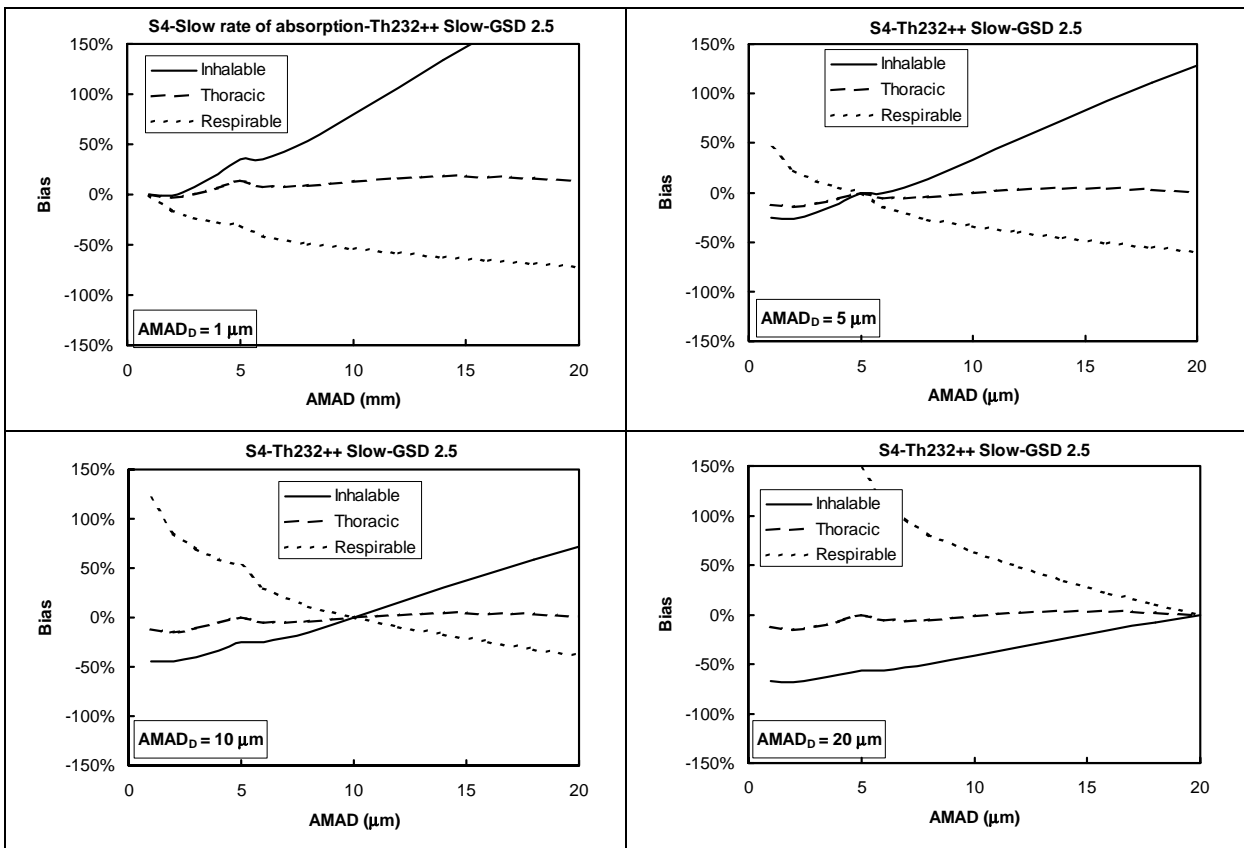 S4-Slow rate of absorption-Th232++ Slow-GSD 2.5
150%
100%
50%
0%
-50%
-100%
-150%
Bias
Inhalable
Thoracic
Respirable
AMADD = 1 μm
0
5
10
15
20
AMAD (mm)
S4-Th232++ Slow-GSD 2.5
150%
100%
50%
0%
-50%
-100%
-150%
Bias
Inhalable
Thoracic
Respirable
AMADD = 5 μm
0
5
10
15
20
AMAD (μm)
S4-Th232++ Slow-GSD 2.5
150%
100%
50%
0%
-50%
-100%
-150%
Bias
Inhalable
Thoracic
Respirable
AMADD = 10 μm
0
5
10
15
20
AMAD (μm)
S4-Th232++ Slow-GSD 2.5
150%
100%
50%
0%
-50%
-100%
-150%
Bias
Inhalable
Thoracic
Respirable
AMADD = 20 μm
0
5
10
15
20
AMAD (μm)